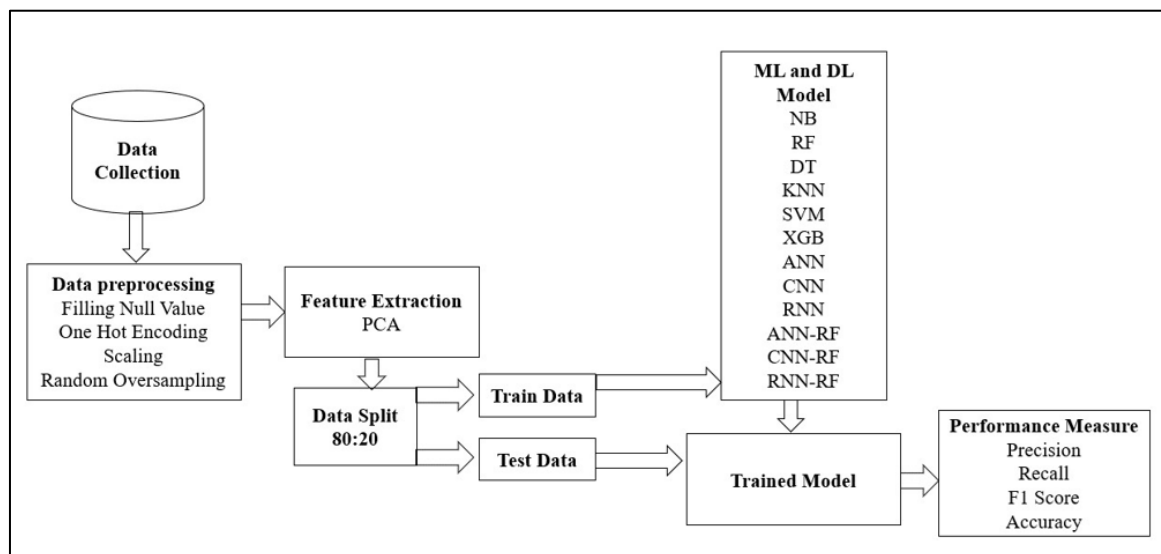 Data
Collection
Data preprocessing
Filling Null Value
One Hot Encoding
Scaling
Random Oversampling
Feature Extraction
PCA
Data Split
80:20
Train Data
Test Data
ML and DL
Model
NB
RF
DT
KNN
SVM
XGB
ANN
CNN
RNN
ANN-RF
CNN-RF
RNN-RF
Trained Model
Performance Measure
Precision
Recall
F1 Score
Accuracy